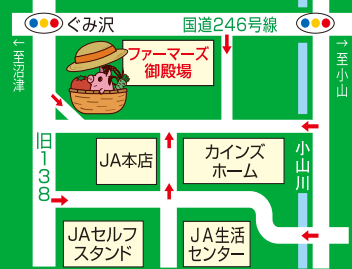 ぐみ沢
国道246号線
←至沼津
→至小山
ファーマーズ
御殿場
旧138
JA本店
カインズ
ホーム
小山川
JAセルフ
スタンド
JA生活
センター